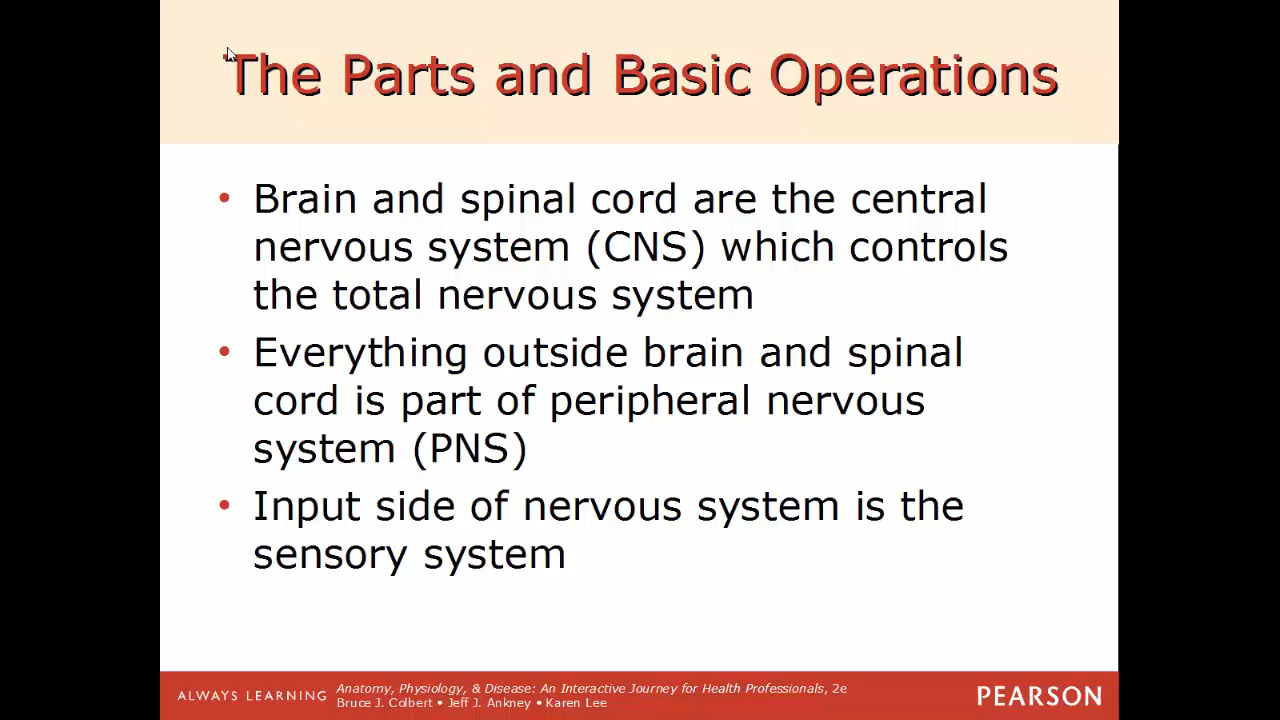 The Parts and Basic Operations
• Brain and spinal cord are the central
nervous system (CNS) which controls
the total nervous system
• Everything outside brain and spinal
cord is part of peripheral nervous
system (PNS)
• Input side of nervous system is the
sensory system
ALWAYS LEARNING
Anatomy, Physiology, & Disease: An Interactive Journey for Health Professionals, 2e
Bruce J. Colbert • Jeff J. Ankney • Karen Lee
PEARSON